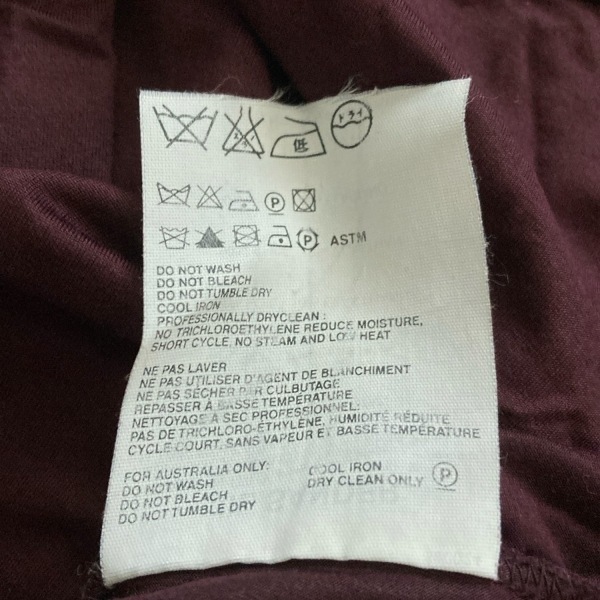 エンソ
低
ドライ
P
P
ASTM
DO NOT WASH
DO NOT BLEACH
DO NOT TUMBLE DRY
COOL IRON
PROFESSIONALLY DRYCLEAN :
NO TRICHLOROETHYLENE REDUCE MOISTURE,
SHORT CYCLE, NO STEAM AND LOW HEAT
NE PAS LAVER
NE PAS UTILISER D'AGENT DE BLANCHIMENT
NE PAS SÉCHER PAR CULBUTAGE
REPASSER À BASSE TEMPÉRATURE
NETTOYAGE A SEC PROFESSIONNEL:
PAS DE TRICHLORO-ÉTHYLÈNE, HUMIDITÉ RÉDUITE
CYCLE COURT, SANS VAPEUR ET BASSE TEMPÉRATURE
FOR AUSTRALIA ONLY:
DO NOT WASH
DO NOT BLEACH
DO NOT TUMBLE DRY
COOL IRON
DRY CLEAN ONLY P